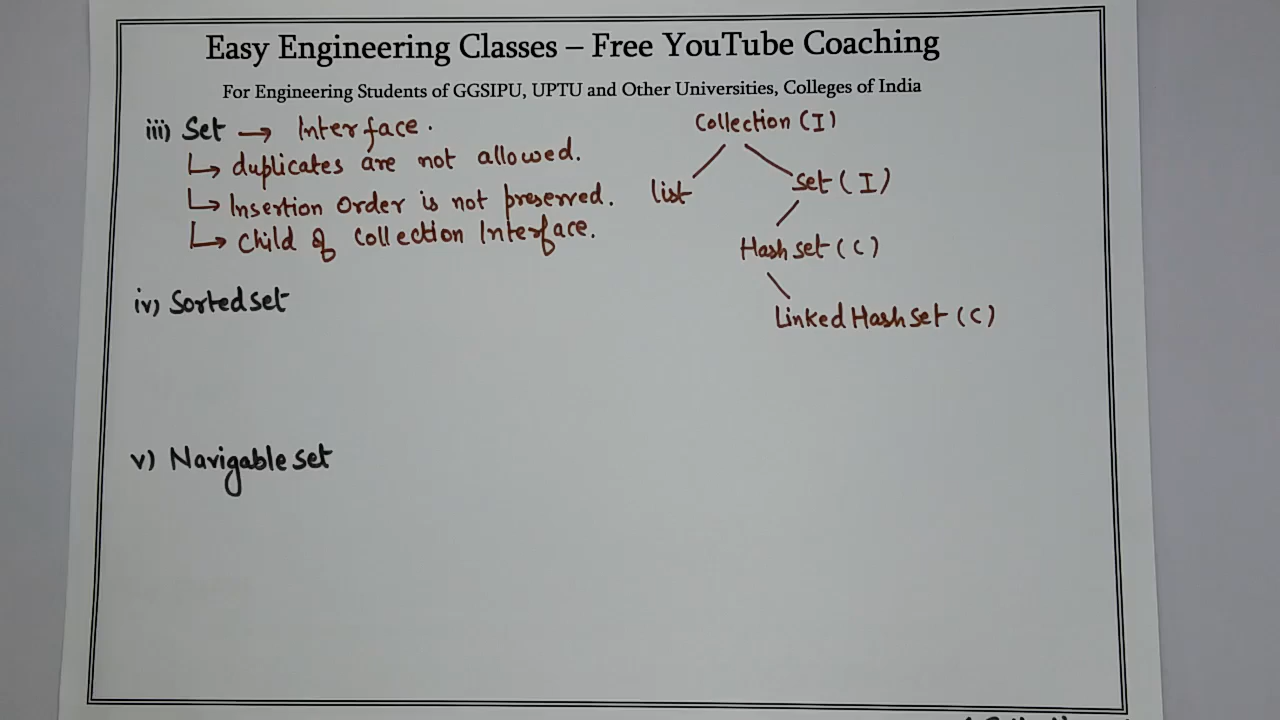 Easy Engineering Classes – Free YouTube Coaching
For Engineering Students of GGSIPU, UPTU and Other Universities, Colleges of India
iii) Set → Interface.
↳ duplicates are not allowed.
↳ Insertion Order is not preserved.
↳ Child of Collection Interface.
Collection (I)
list
set (I)
Hash set (C)
Linked Hash set (C)
iv) Sorted set
v) Navigable set